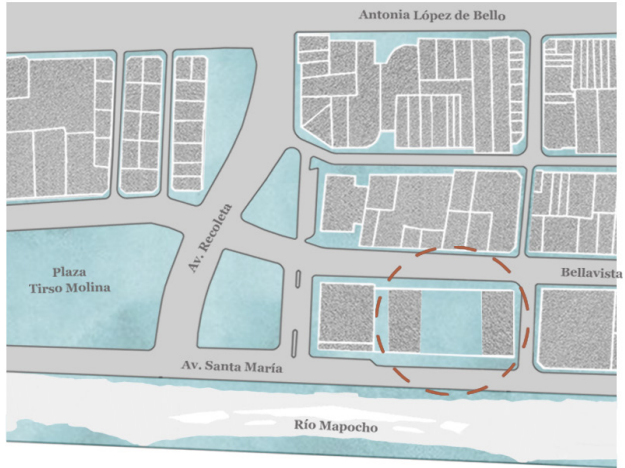 Antonia López de Bello
Av. Recoleta
Plaza
Tirso Molina
Bellavista
Av. Santa María
Río Mapocho